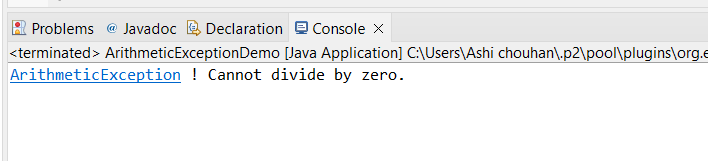 Problems @ Javadoc Declaration Console
<terminated> ArithmeticExceptionDemo [Java Application] C:\Users\Ashi chouhan\.p2\pool\plugins\org.e
ArithmeticException ! Cannot divide by zero.